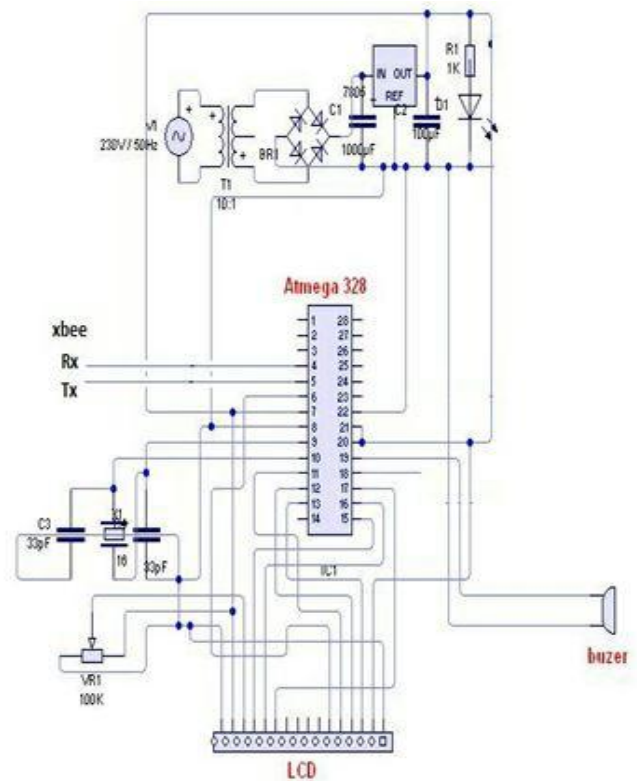 R1
1K
IN OUT
REF
7805
C1
C2
D1
1000µF
100µF
V1
230V / 50Hz
BR1
T1
10:1
Atmega 328
xbee
Rx
Tx
1 28
2 27
3 26
4 25
5 24
6 23
7 22
8 21
9 20
10 19
11 18
12 17
13 16
14 15
IC1
C3
33pF
X1
16
33pF
VR1
100K
buzer
LCD